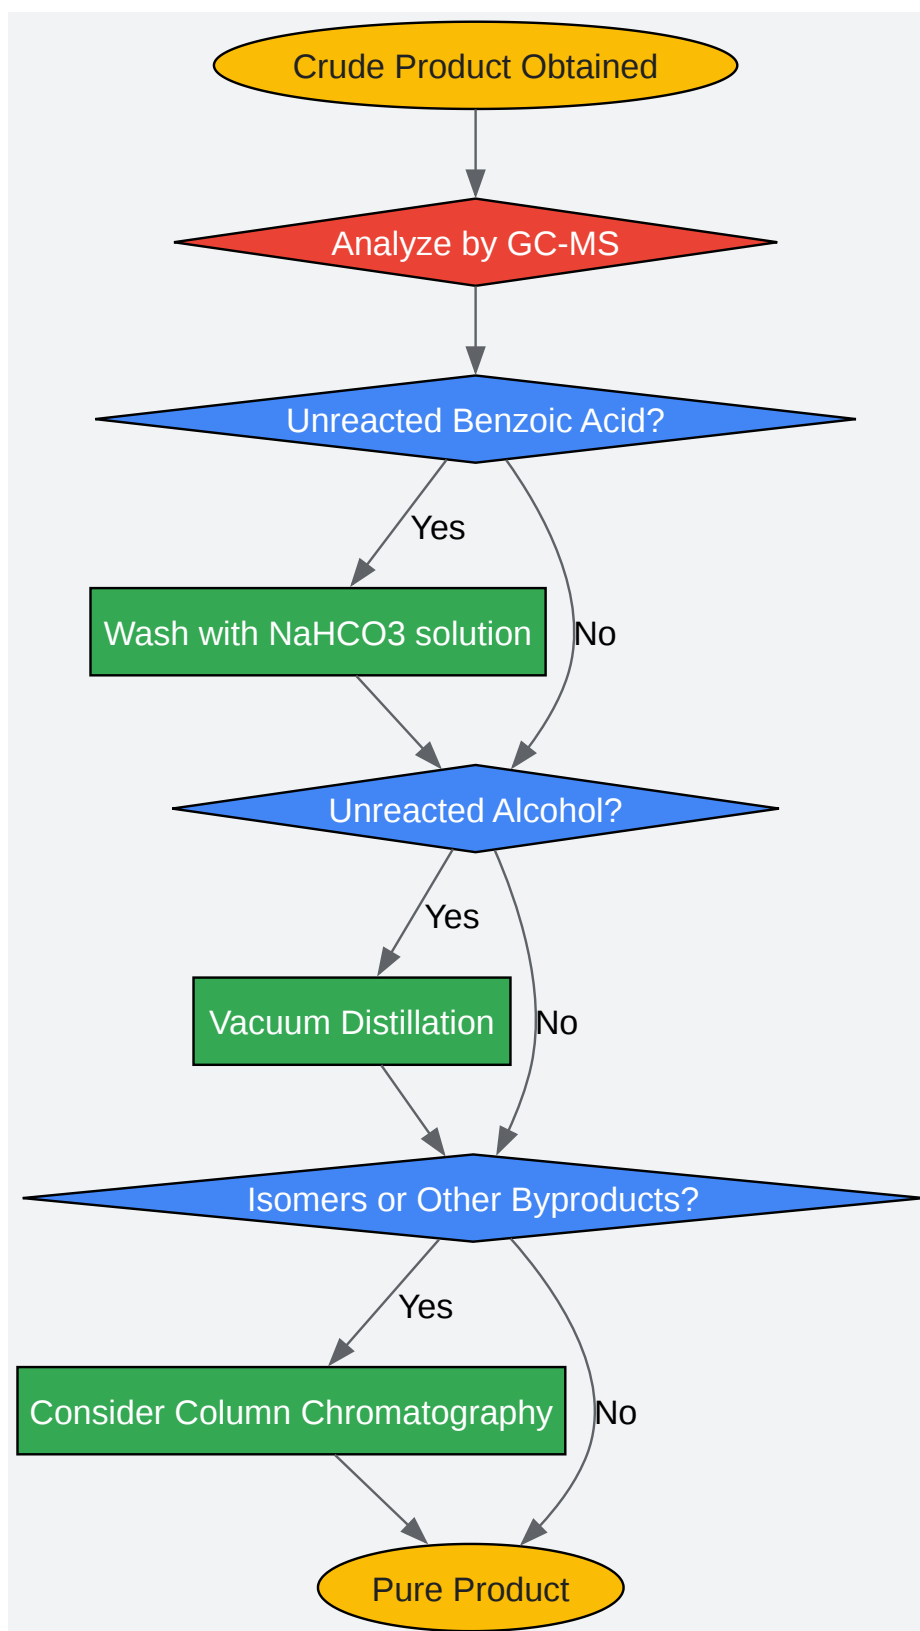 Crude Product Obtained
Analyze by GC-MS
Unreacted Benzoic Acid?
Yes
Wash with NaHCO3 solution
No
Unreacted Alcohol?
Yes
Vacuum Distillation
No
Isomers or Other Byproducts?
Yes
Consider Column Chromatography
No
Pure Product